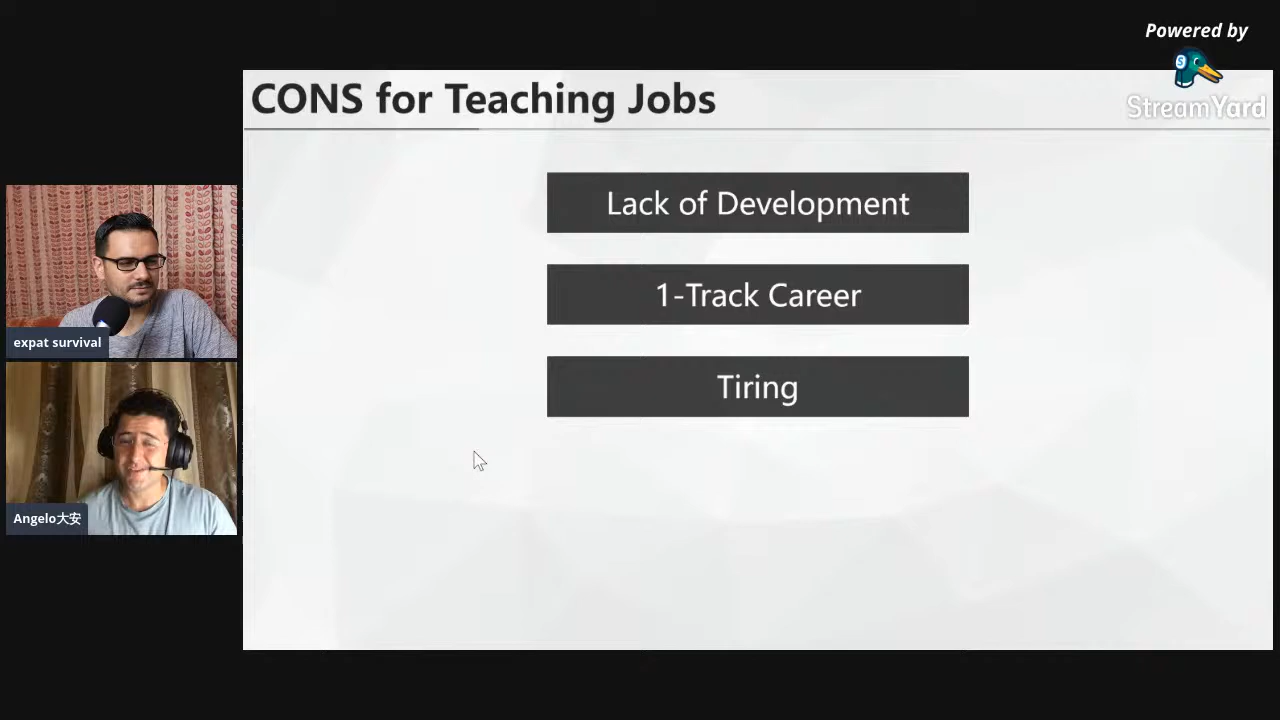 Powered by
StreamYard
CONS for Teaching Jobs
Lack of Development
1-Track Career
Tiring
expat survival
Angelo大安